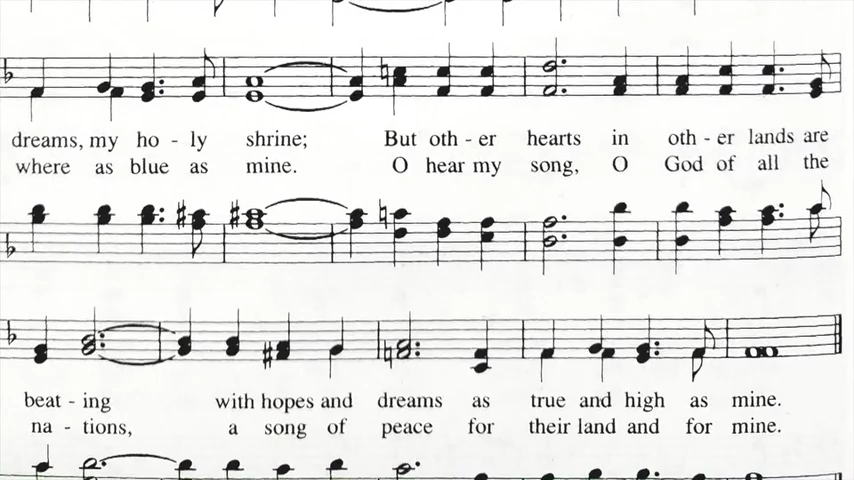 dreams, my ho - ly shrine; But oth - er hearts in oth - er lands are
where as blue as mine. O hear my song, O God of all the
beat - ing with hopes and dreams as true and high as mine.
na - tions, a song of peace for their land and for mine.